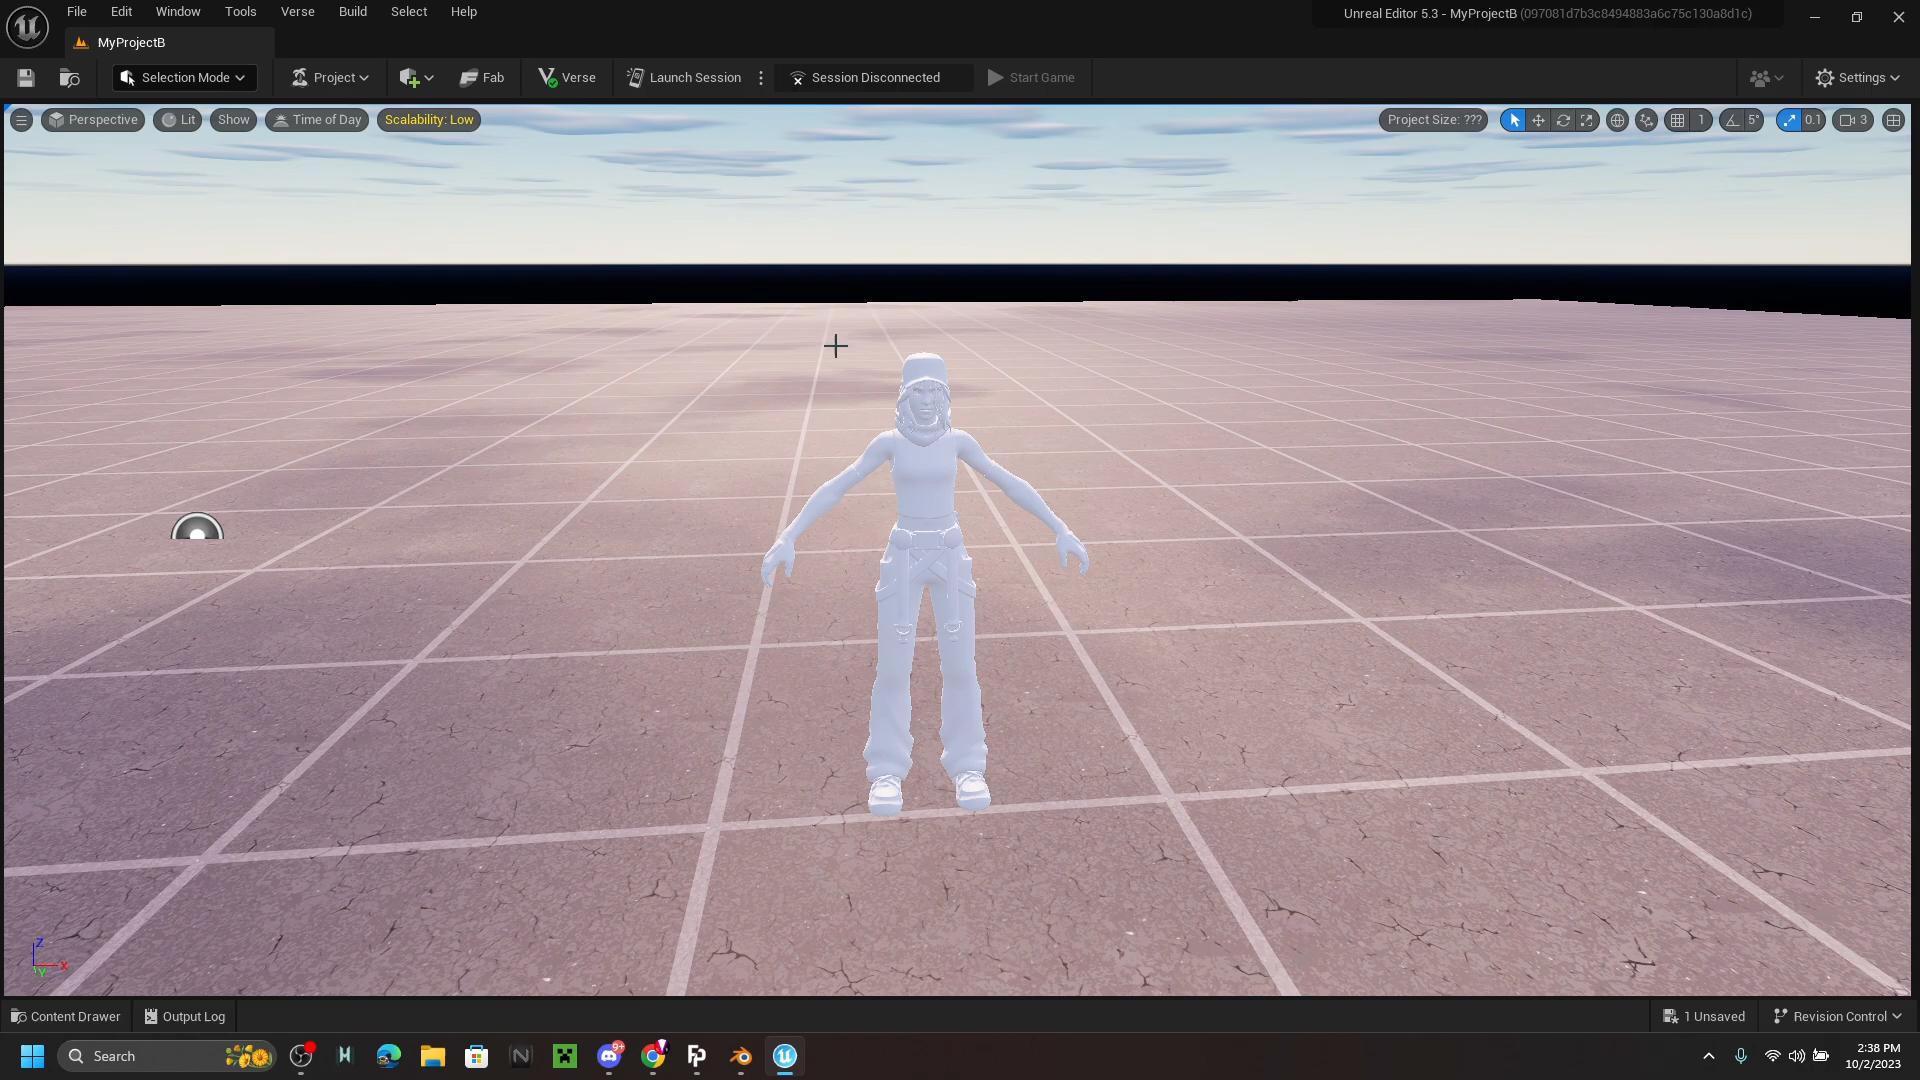 File Edit Window Tools Verse Build Select Help
Unreal Editor 5.3 - MyProjectB (097081d7b3c8494883a6c75c130a8d1c)
MyProjectB
Selection Mode Project Fab Verse Launch Session Session Disconnected Start Game Settings
Perspective Lit Show Time of Day Scalability: Low Project Size: ??? 1 5° 0.1 3
Z
X
Y
Content Drawer Output Log 1 Unsaved Revision Control
Search 9+ 2:38 PM
10/2/2023